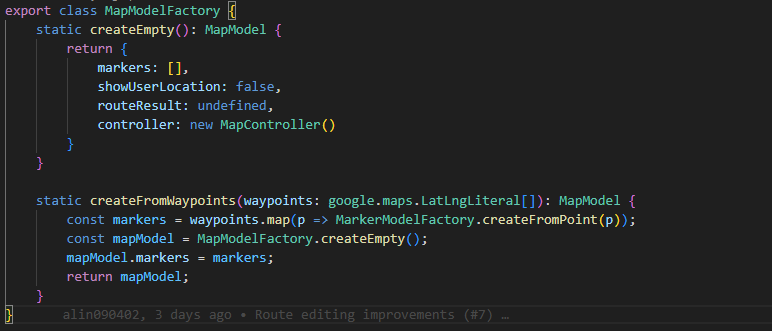 export class MapModelFactory {
    static createEmpty(): MapModel {
        return {
            markers: [],
            showUserLocation: false,
            routeResult: undefined,
            controller: new MapController()
        }
    }
    static createFromWaypoints(waypoints: google.maps.LatLngLiteral[]): MapModel {
        const markers = waypoints.map(p => MarkerModelFactory.createFromPoint(p));
        const mapModel = MapModelFactory.createEmpty();
        mapModel.markers = markers;
        return mapModel;
    }
}    alin090402, 3 days ago • Route editing improvements (#7) …